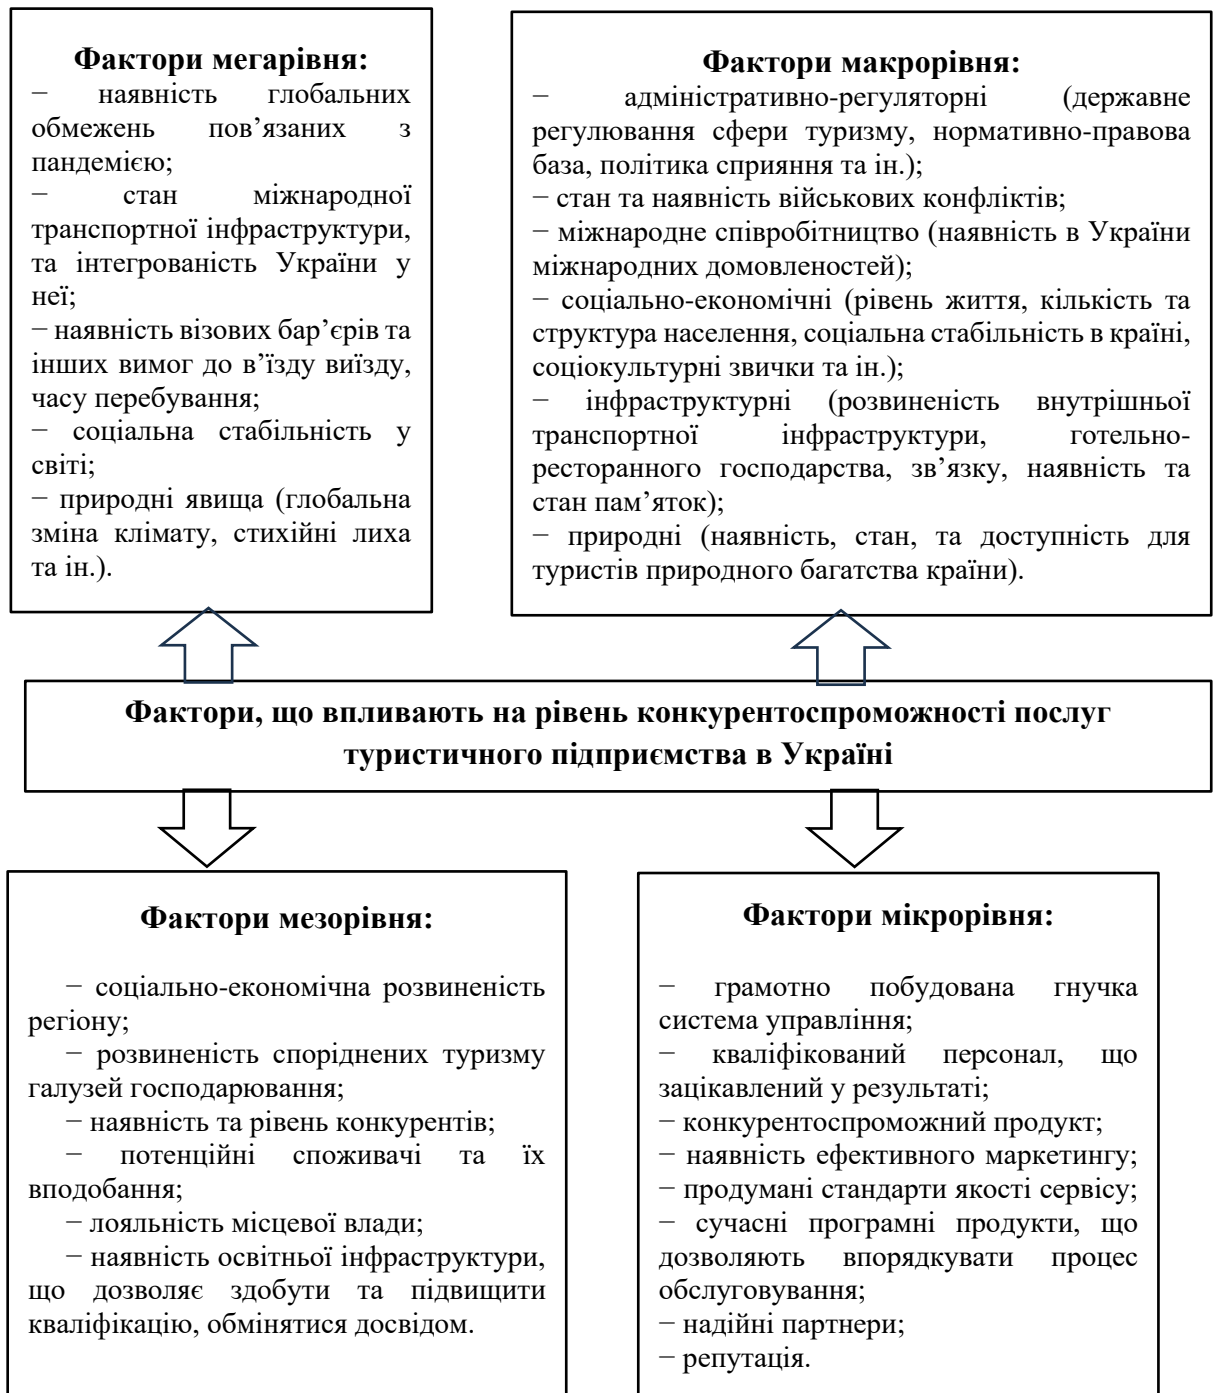 Фактори мегарівня:
− наявність глобальних
обмежень пов’язаних з
пандемією;
− стан міжнародної
транспортної інфраструктури,
та інтегрованість України у
неї;
− наявність візових бар’єрів та
інших вимог до в’їзду виїзду,
часу перебування;
− соціальна стабільність у
світі;
− природні явища (глобальна
зміна клімату, стихійні лиха
та ін.).
Фактори макрорівня:
− адміністративно-регуляторні (державне
регулювання сфери туризму, нормативно-правова
база, політика сприяння та ін.);
− стан та наявність військових конфліктів;
− міжнародне співробітництво (наявність в України
міжнародних домовленостей);
− соціально-економічні (рівень життя, кількість та
структура населення, соціальна стабільність в країні,
соціокультурні звички та ін.);
− інфраструктурні (розвиненість внутрішньої
транспортної інфраструктури, готельно-
ресторанного господарства, зв’язку, наявність та
стан пам’яток);
− природні (наявність, стан, та доступність для
туристів природного багатства країни).
Фактори, що впливають на рівень конкурентоспроможності послуг
туристичного підприємства в Україні
Фактори мезорівня:
− соціально-економічна розвиненість
регіону;
− розвиненість споріднених туризму
галузей господарювання;
− наявність та рівень конкурентів;
− потенційні споживачі та їх
вподобання;
− лояльність місцевої влади;
− наявність освітньої інфраструктури,
що дозволяє здобути та підвищити
кваліфікацію, обмінятися досвідом.
Фактори мікрорівня:
− грамотно побудована гнучка
система управління;
− кваліфікований персонал, що
зацікавлений у результаті;
− конкурентоспроможний продукт;
− наявність ефективного маркетингу;
− продумані стандарти якості сервісу;
− сучасні програмні продукти, що
дозволяють впорядкувати процес
обслуговування;
− надійні партнери;
− репутація.